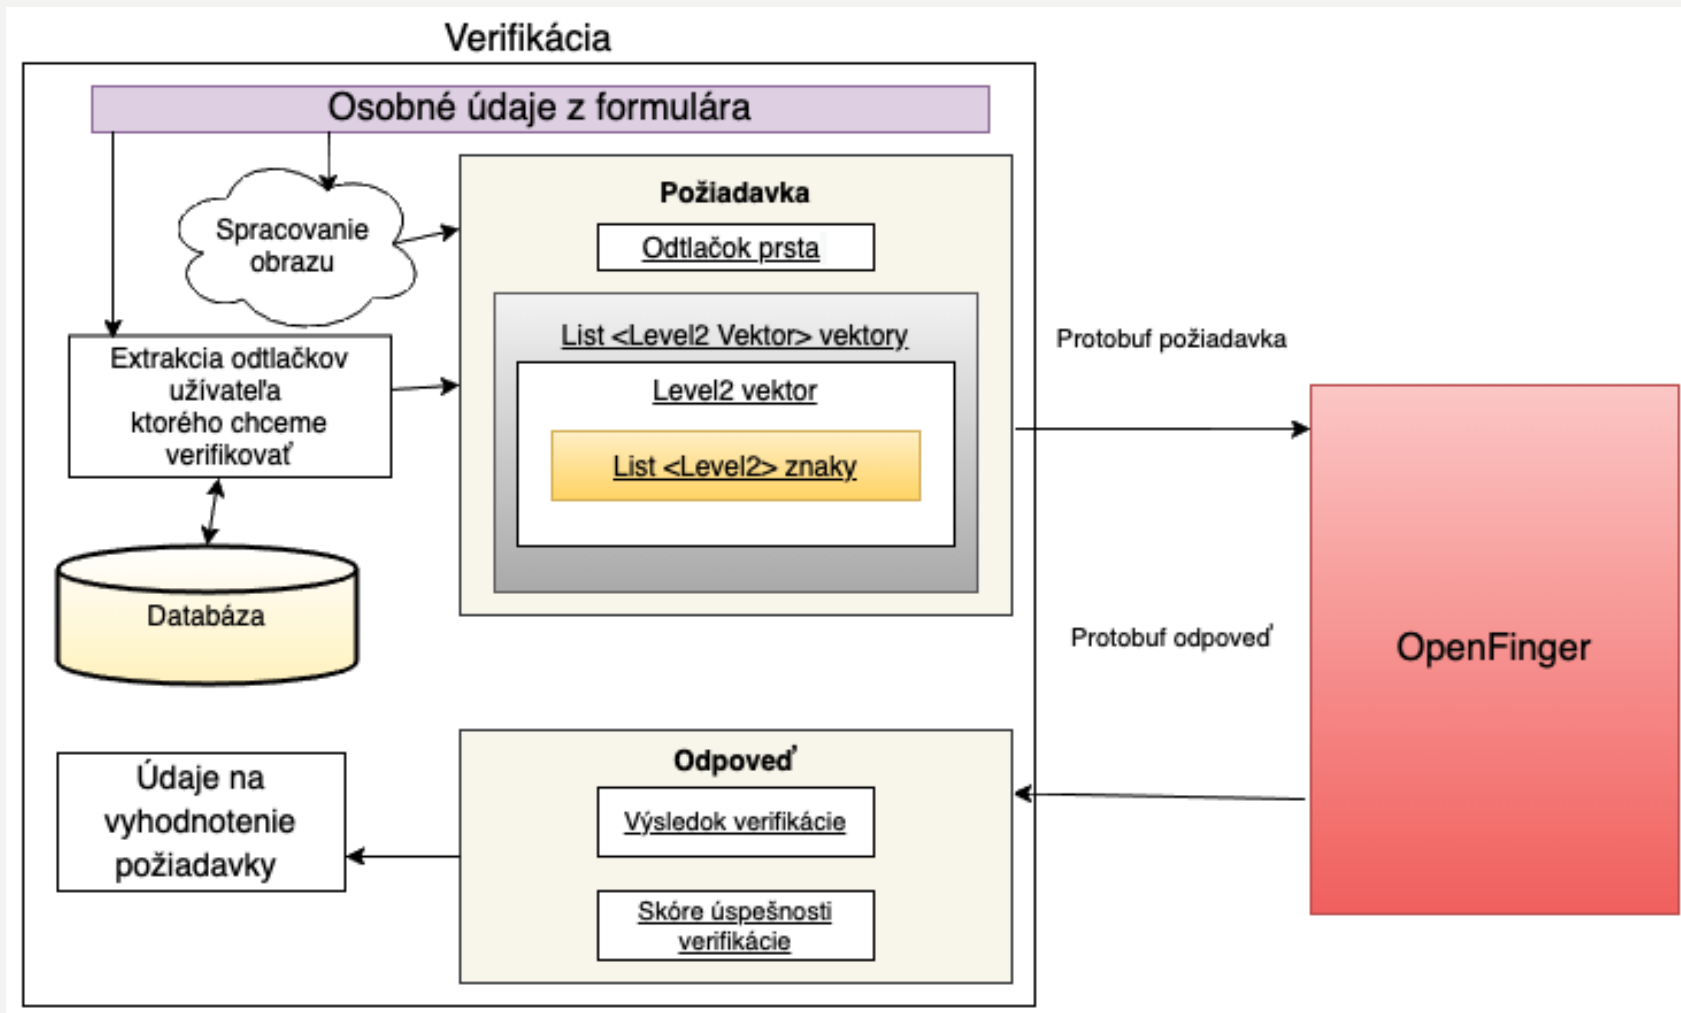 Verifikácia
Osobné údaje z formulára
Spracovanie
obrazu
Požiadavka
Odtlačok prsta
List <Level2 Vektor> vektory
Level2 vektor
List <Level2> znaky
Extrakcia odtlačkov
užívateľa
ktorého chceme
verifikovať
Databáza
Protobuf požiadavka
OpenFinger
Protobuf odpoveď
Odpoveď
Výsledok verifikácie
Skóre úspešnosti
verifikácie
Údaje na
vyhodnotenie
požiadavky